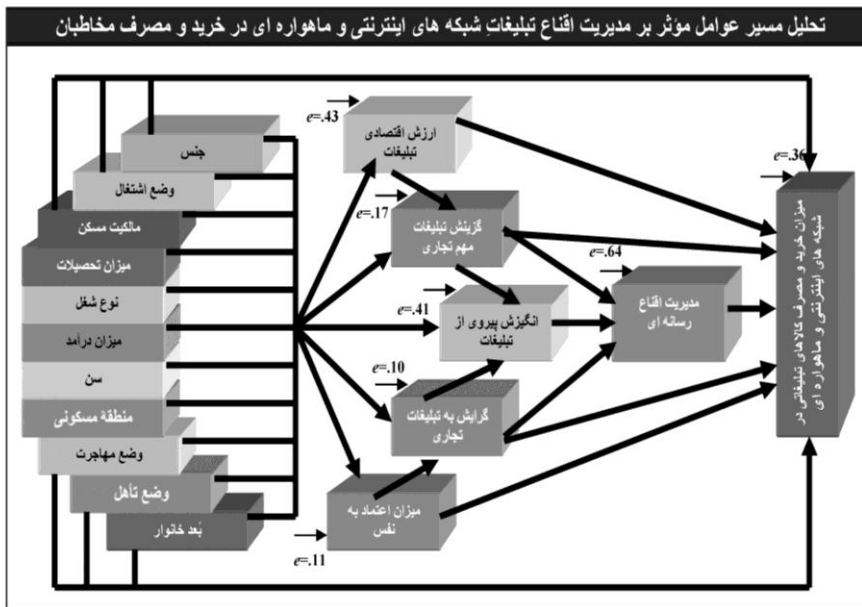 تحلیل مسیر عوامل مؤثر بر مدیریت اقناع تبلیغاتِ شبکه های اینترنتی و ماهواره ای در خرید و مصرف مخاطبان
جنس
وضع اشتغال
مالکیت مسکن
میزان تحصیلات
نوع شغل
میزان درآمد
سن
منطقهٔ مسکونی
وضع مهاجرت
وضع تأهل
بُعد خانوار
e=.43
ارزش اقتصادی
تبلیغات
e=.17
گزینش تبلیغات
مهم تجاری
e=.41
انگیزش پیروی از
تبلیغات
e=.10
گرایش به تبلیغات
تجاری
e=.11
میزان اعتماد به
نفس
e=.64
مدیریت اقناع
رسانه ای
e=.36
میزان خرید و مصرف کالاهای تبلیغاتی در
شبکه های اینترنتی و ماهواره ای